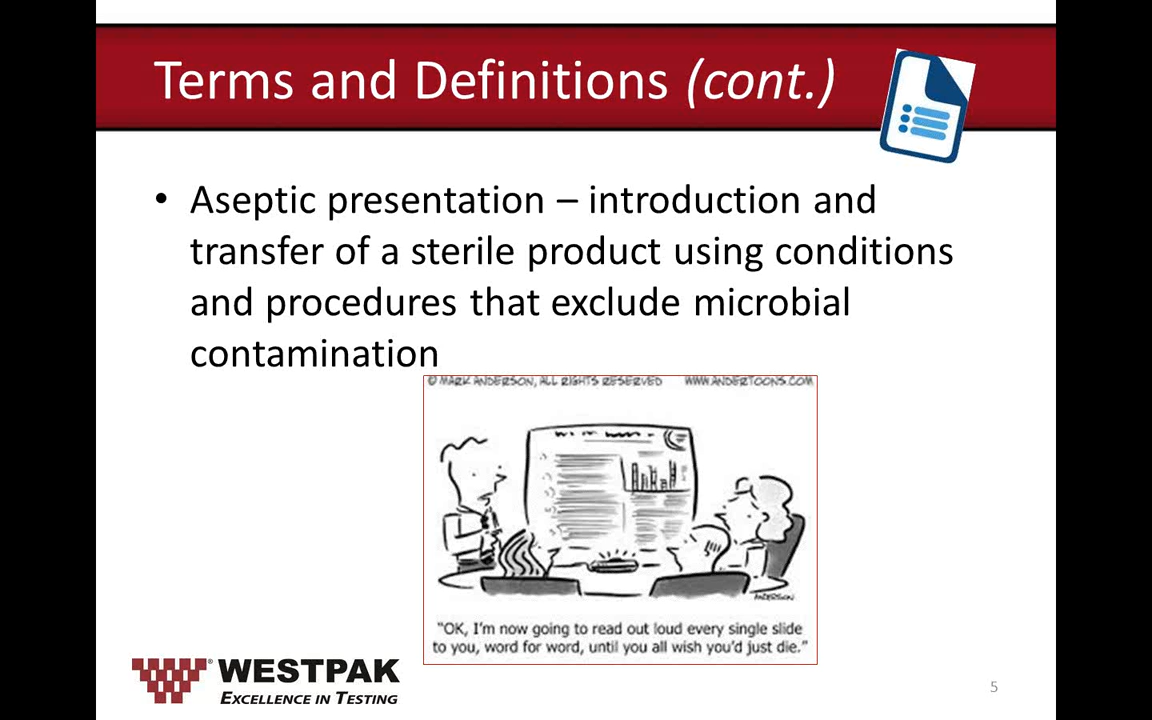 Terms and Definitions (cont.)
• Aseptic presentation – introduction and
transfer of a sterile product using conditions
and procedures that exclude microbial
contamination
© MARK ANDERSON, ALL RIGHTS RESERVED WWW.ANDERTOONS.COM
ANDERSON
"OK, I'm now going to read out loud every single slide
to you, word for word, until you all wish you'd just die."
WESTPAK
EXCELLENCE IN TESTING
5